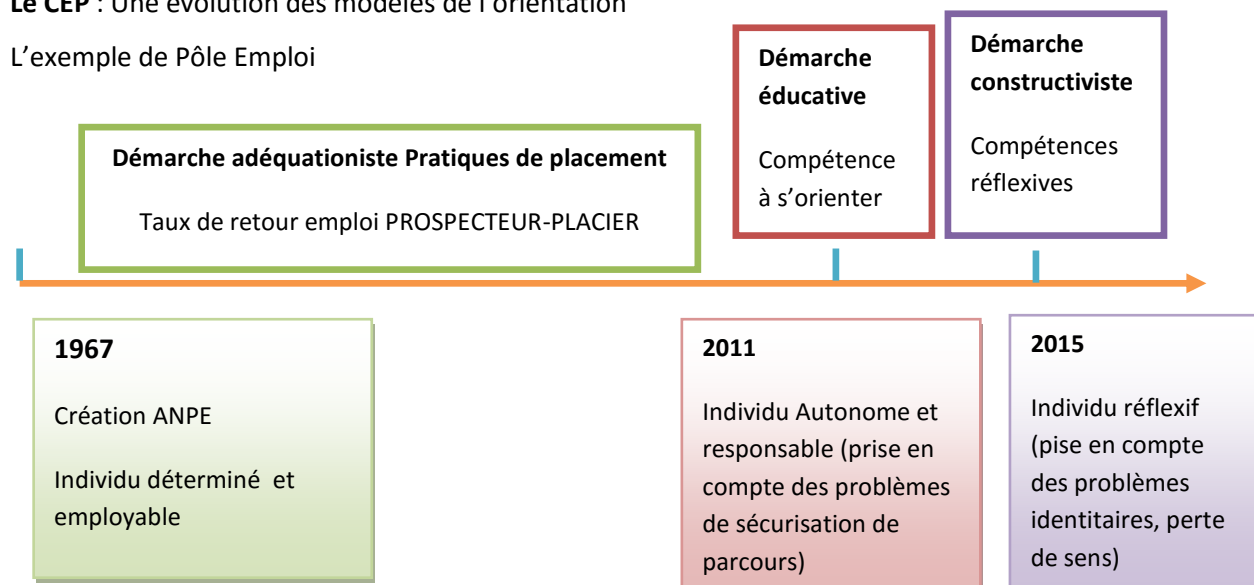 Le CEP : Une évolution des modèles de l'orientation
L'exemple de Pôle Emploi
Démarche adéquationiste Pratiques de placement
Taux de retour emploi PROSPECTEUR-PLACIER
Démarche
éducative
Compétence
à s'orienter
Démarche
constructiviste
Compétences
réflexives
1967
Création ANPE
Individu déterminé et
employable
2011
Individu Autonome et
responsable (prise en
compte des problèmes
de sécurisation de
parcours)
2015
Individu réflexif
(pise en compte
des problèmes
identitaires, perte
de sens)